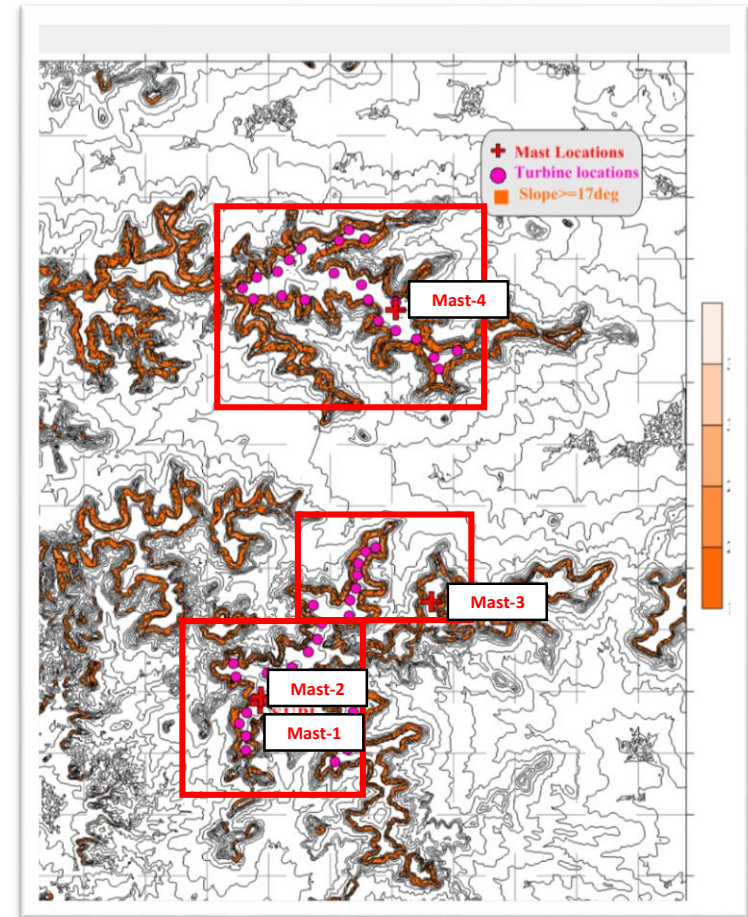 Mast Locations
Turbine locations
Slope>=17deg
Mast-4
Mast-3
Mast-2
Mast-1